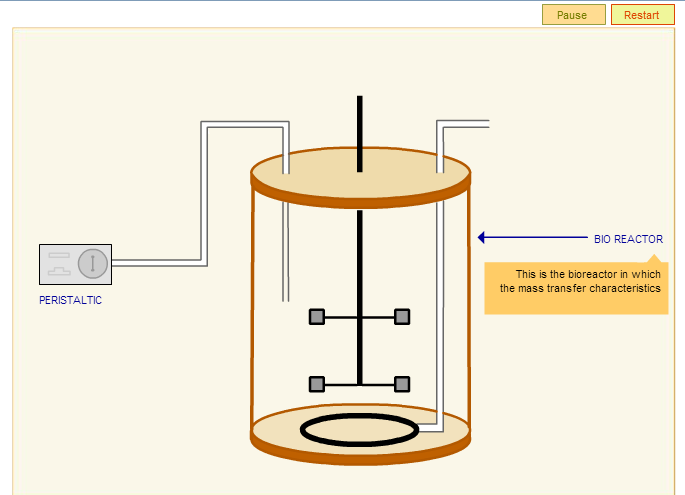 Pause
Restart
BIO REACTOR
This is the bioreactor in which
the mass transfer characteristics
PERISTALTIC